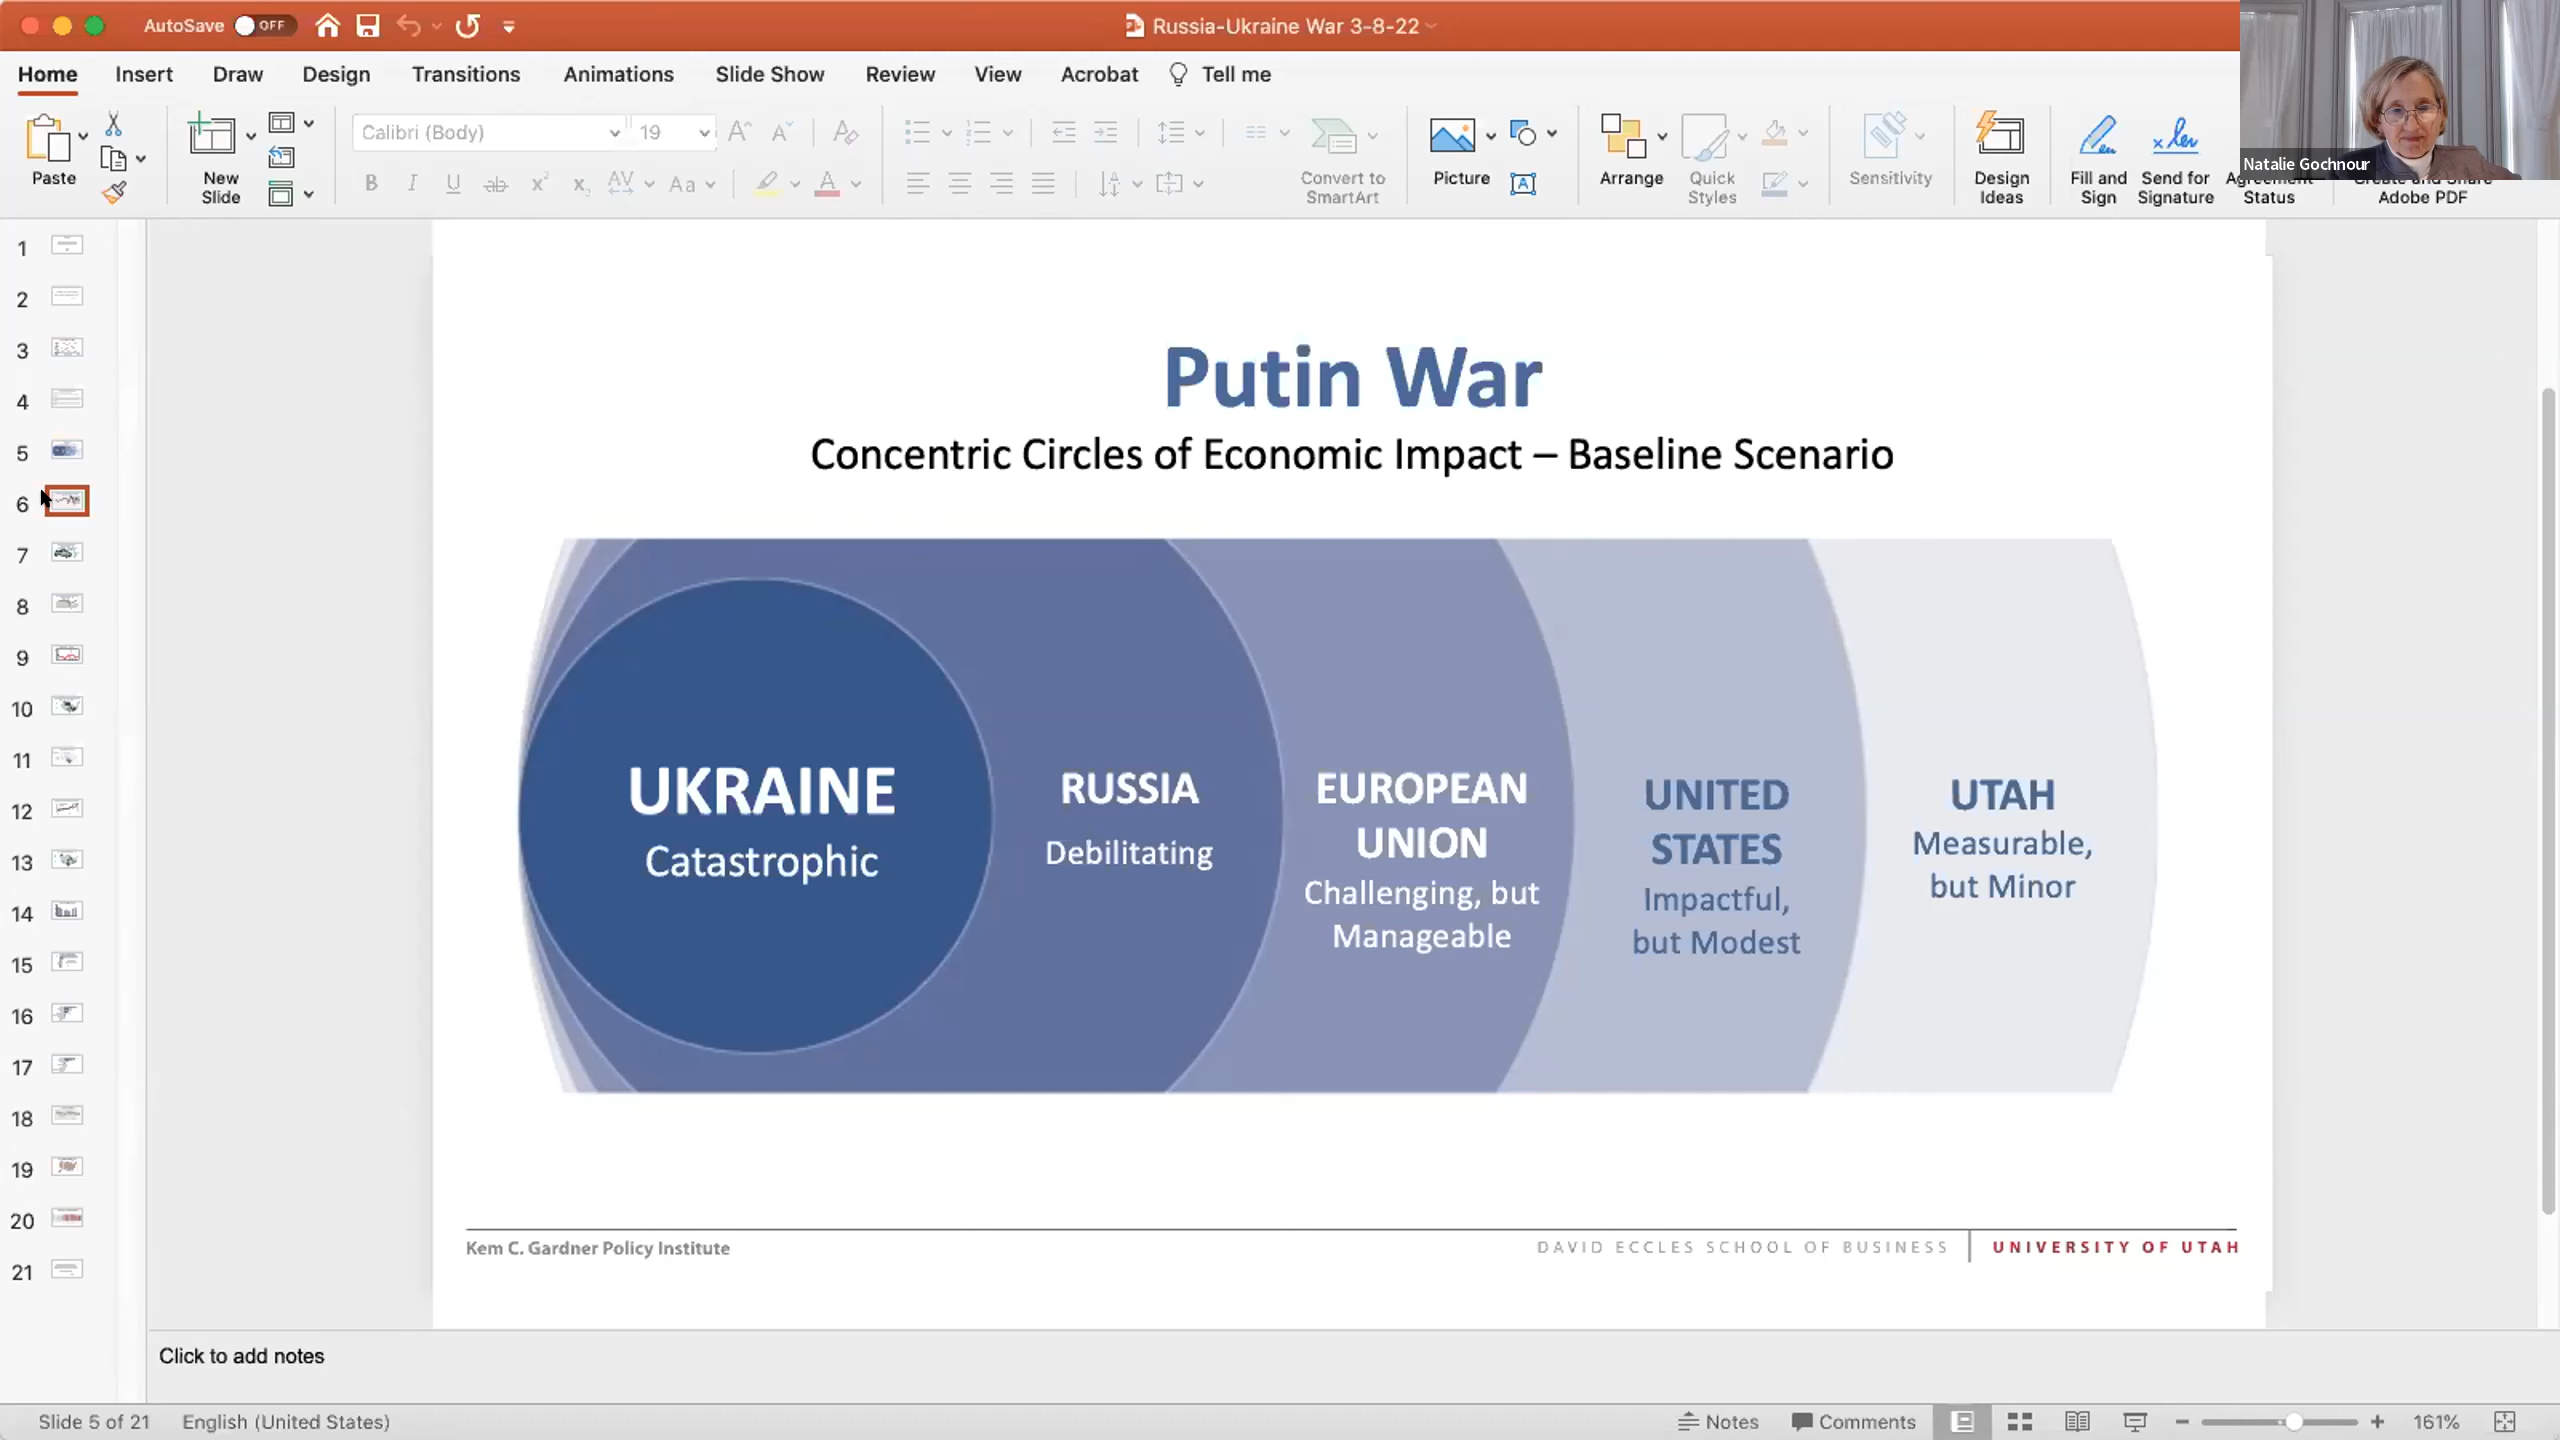 AutoSave OFF
Russia-Ukraine War 3-8-22
Home Insert Draw Design Transitions Animations Slide Show Review View Acrobat Tell me
Natalie Gochnour
Paste
New
Slide
Calibri (Body) 19
Convert to
SmartArt
Picture
Arrange
Quick
Styles
Sensitivity
Design
Ideas
Fill and
Sign
Send for
Signature
Agreement
Status
Create and Share
Adobe PDF
1
2
3
4
5
6
7
8
9
10
11
12
13
14
15
16
17
18
19
20
21
Putin War
Concentric Circles of Economic Impact – Baseline Scenario
UKRAINE
Catastrophic
RUSSIA
Debilitating
EUROPEAN
UNION
Challenging, but
Manageable
UNITED
STATES
Impactful,
but Modest
UTAH
Measurable,
but Minor
Kem C. Gardner Policy Institute
DAVID ECCLES SCHOOL OF BUSINESS | UNIVERSITY OF UTAH
Click to add notes
Slide 5 of 21 English (United States) Notes Comments 161%